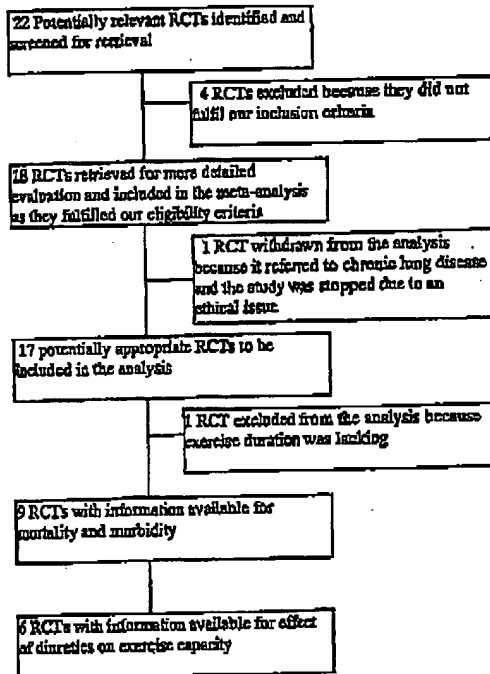 22 Potentially relevant RCTs identified and
screened for retrieval
4 RCTs excluded because they did not
fulfil our inclusion criteria
18 RCTs retrieved for more detailed
evaluation and included in the meta-analysis
as they fulfilled our eligibility criteria
1 RCT withdrawn from the analysis
because it referred to chronic lung disease
and the study was stopped due to an
ethical issue
17 potentially appropriate RCTs to be
included in the analysis
1 RCT excluded from the analysis because
exercise duration was lacking
9 RCTs with information available for
mortality and morbidity
6 RCTs with information available for effect
of diuretics on exercise capacity